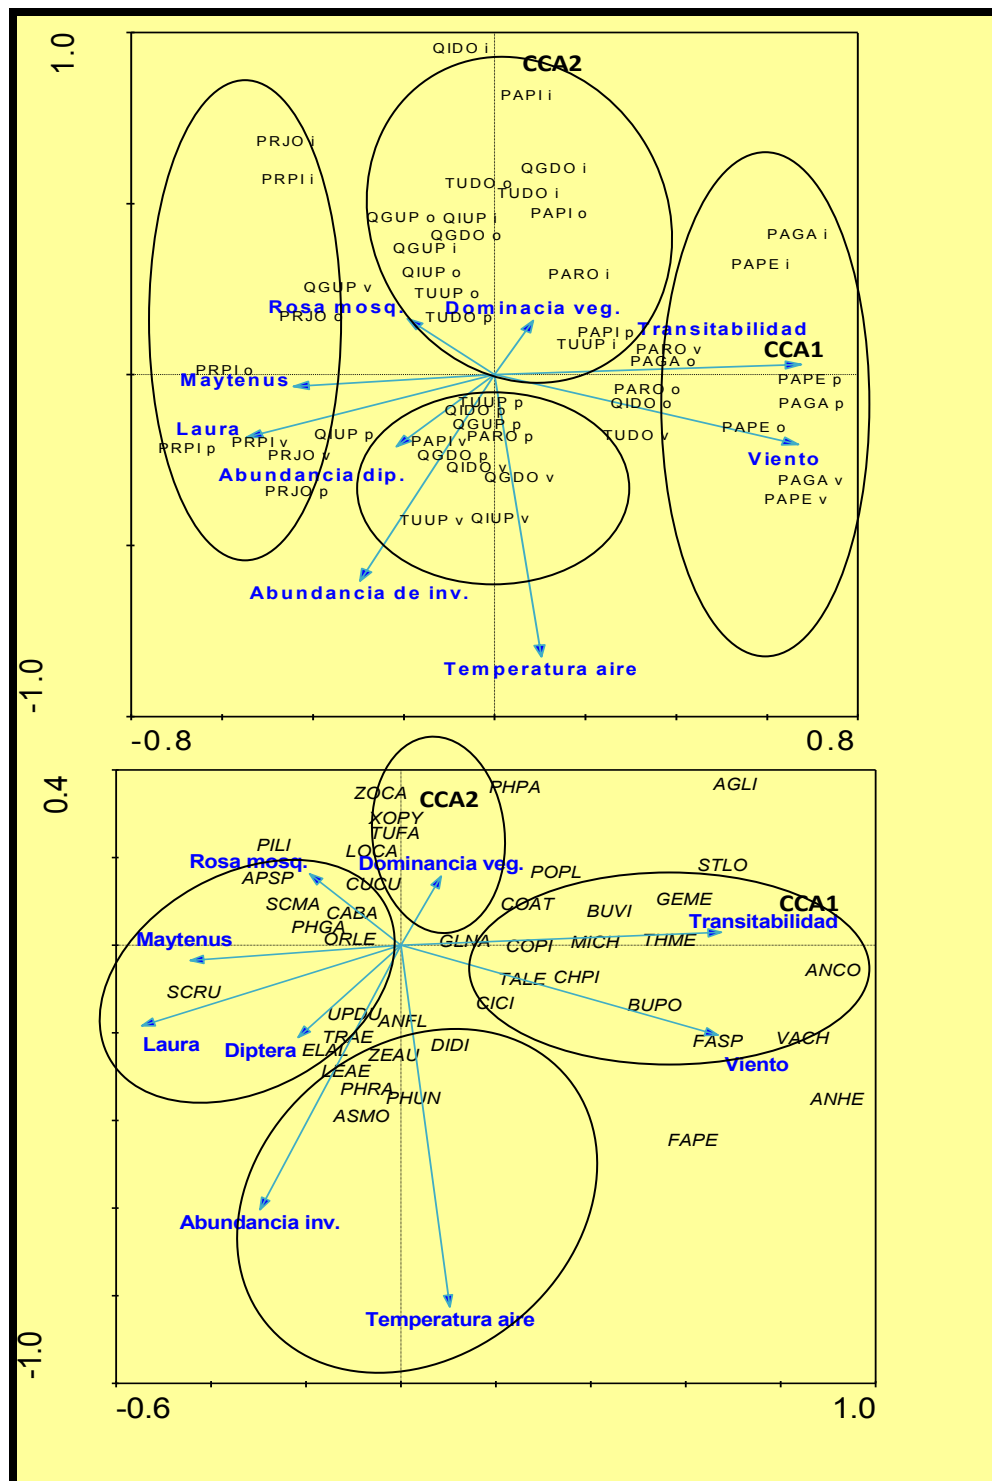 1.0
QIDO i
CCA2
PAPI i
PRJO i
QGDO i
PRPI i
TUDO o
TUDO i
PAPI o
QGUP o
QIUP i
QGDO o
PAGA i
QGUP i
PAPE i
QIUP o
PARO i
QGUP v
TUUP o
Rosa mosq.
Dominacia veg.
PRJO o
TUDO p
PAPI p
Transitabilidad
TUUP i
PARO v
CCA1
PAGA o
PRPI o
Maytenus
PAPE p
PARO o
TUUP p
QIDO p
QIDO o
PAGA p
QGUP p
Laura
PAPE o
QIUP p
PARO p
TUDO v
PRPI v
PAPI v
PRPI p
PRJO v
QGDO p
Viento
Abundancia dip.
QIDO v
QGDO v
PAGA v
PRJO p
PAPE v
TUUP v
QIUP v
Abundancia de inv.
Temperatura aire
-1.0
-0.8
0.8
0.4
ZOCA
CCA2
PHPA
AGLI
XOPY
TUFA
PILI
LOCA
Rosa mosq.
Dominancia veg.
STLO
APSP
CUCU
POPL
SCMA
COAT
GEME
CCA1
CABA
BUVI
PHGA
Transitabilidad
Maytenus
ORLE
GLNA
COPI
MICH
THME
SCRU
TALE
CHPI
ANCO
CICI
BUPO
UPDU
ANFL
Laura
Diptera
TRAE
ELAL
ZEAU
DIDI
FASP
VACH
LEAE
Viento
PHRA
PHUN
ANHE
ASMO
FAPE
Abundancia inv.
Temperatura aire
-1.0
-0.6
1.0